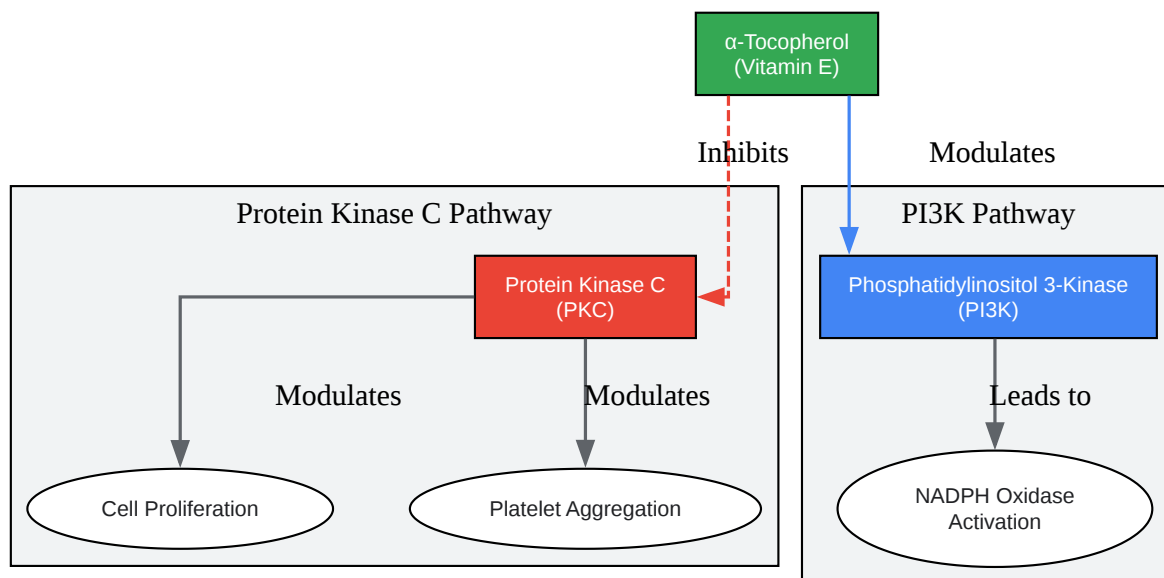 α-Tocopherol
(Vitamin E)
Inhibits
Modulates
Protein Kinase C Pathway
PI3K Pathway
Protein Kinase C
(PKC)
Phosphatidylinositol 3-Kinase
(PI3K)
Modulates
Modulates
Leads to
Cell Proliferation
Platelet Aggregation
NADPH Oxidase
Activation